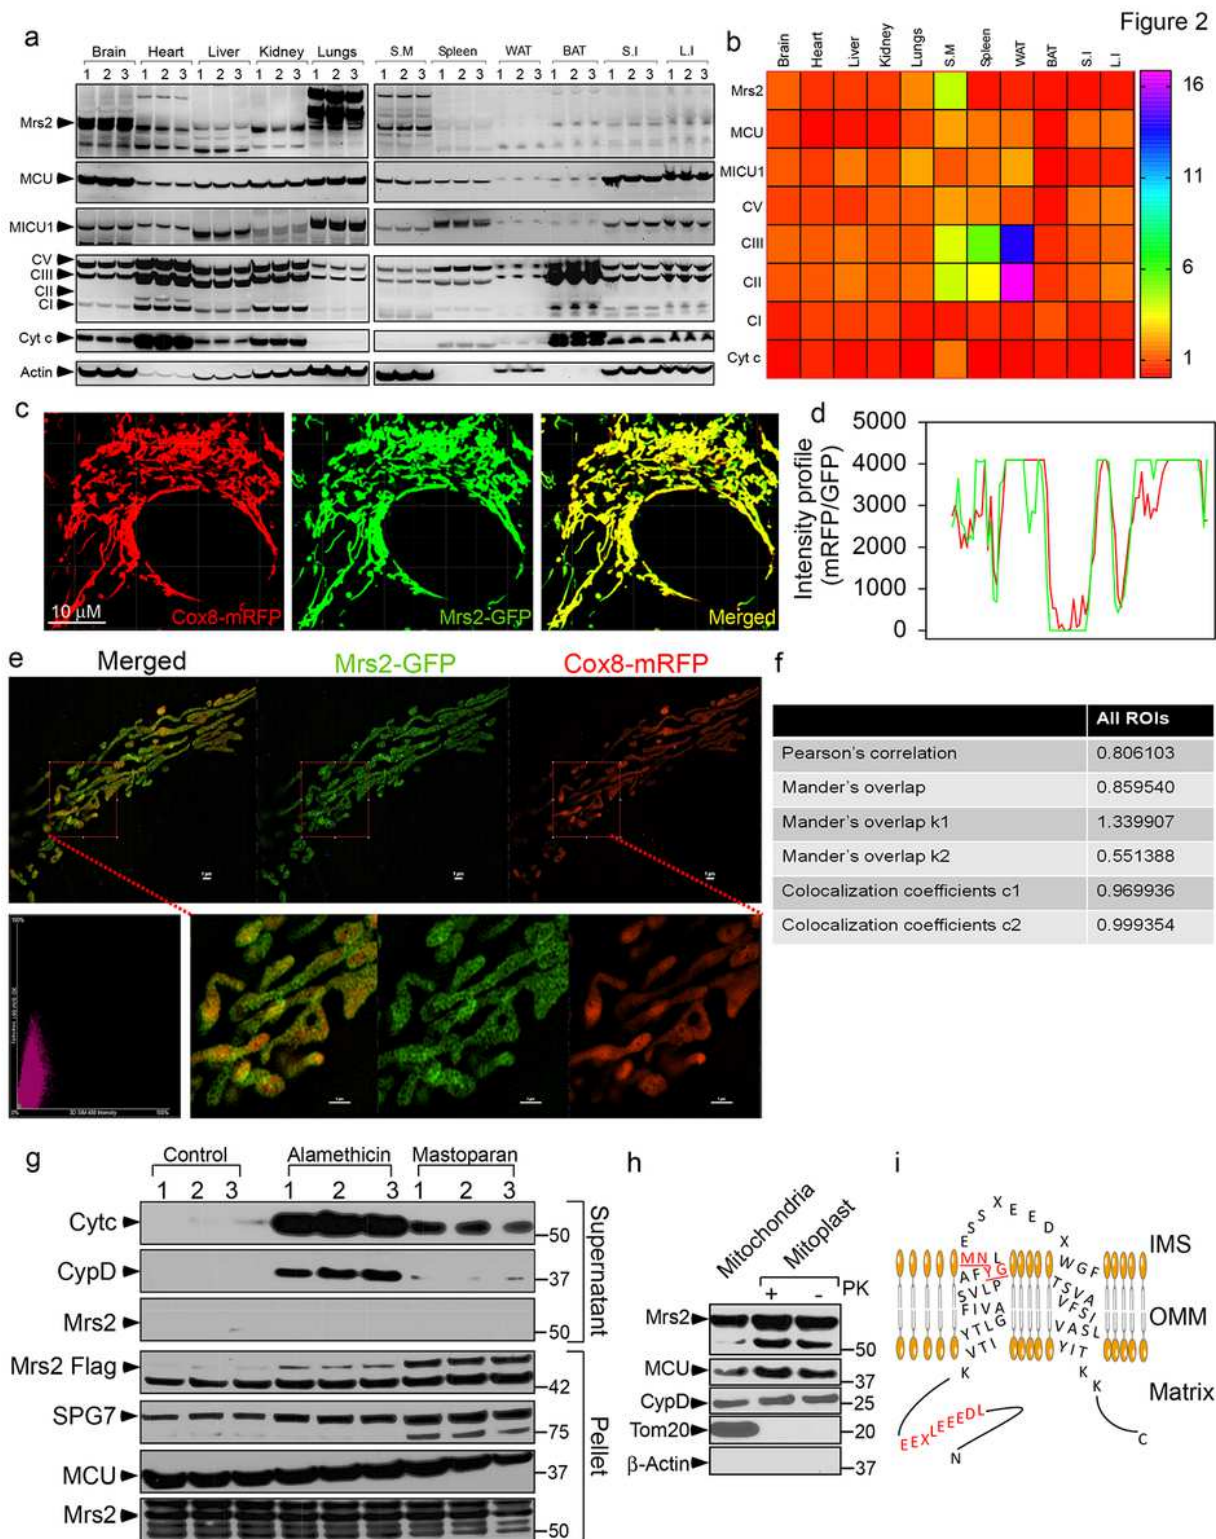 Figure 2
a
Brain Heart Liver Kidney Lungs S.M Spleen WAT BAT S.I L.I
1 2 3 1 2 3 1 2 3 1 2 3 1 2 3 1 2 3 1 2 3 1 2 3 1 2 3 1 2 3 1 2 3
Mrs2
MCU
MICU1
CV
CIII
CII
CI
Cyt c
Actin
b
Brain Heart Liver Kidney Lungs S.M Spleen WAT BAT S.I L.I
Mrs2
MCU
MICU1
CV
CIII
CII
CI
Cyt c
16
11
6
1
c
10 µM
Cox8-mRFP
Mrs2-GFP
Merged
d
Intensity profile
(mRFP/GFP)
5000
4000
3000
2000
1000
0
e
Merged Mrs2-GFP Cox8-mRFP
100%
0%
100%
f
All ROIs
Pearson's correlation 0.806103
Mander's overlap 0.859540
Mander's overlap k1 1.339907
Mander's overlap k2 0.551388
Colocalization coefficients c1 0.969936
Colocalization coefficients c2 0.999354
g
Control Alamethicin Mastoparan
1 2 3 1 2 3 1 2 3
Cytc
50
CypD
37
Mrs2
50
Supernatant
Mrs2 Flag
42
SPG7
75
MCU
37
Mrs2
50
Pellet
h
Mitochondria
Mitoplast
+ - PK
Mrs2
50
MCU
37
CypD
25
Tom20
20
β-Actin
37
i
E S S X E E D X
M N L
A F Y G
S V L P
F I V A
Y T L G
V T I
K
W G F
T S V A
V F S I
V A S L
Y I T
K
K
C
E E X L E E E D L
N
IMS
OMM
Matrix